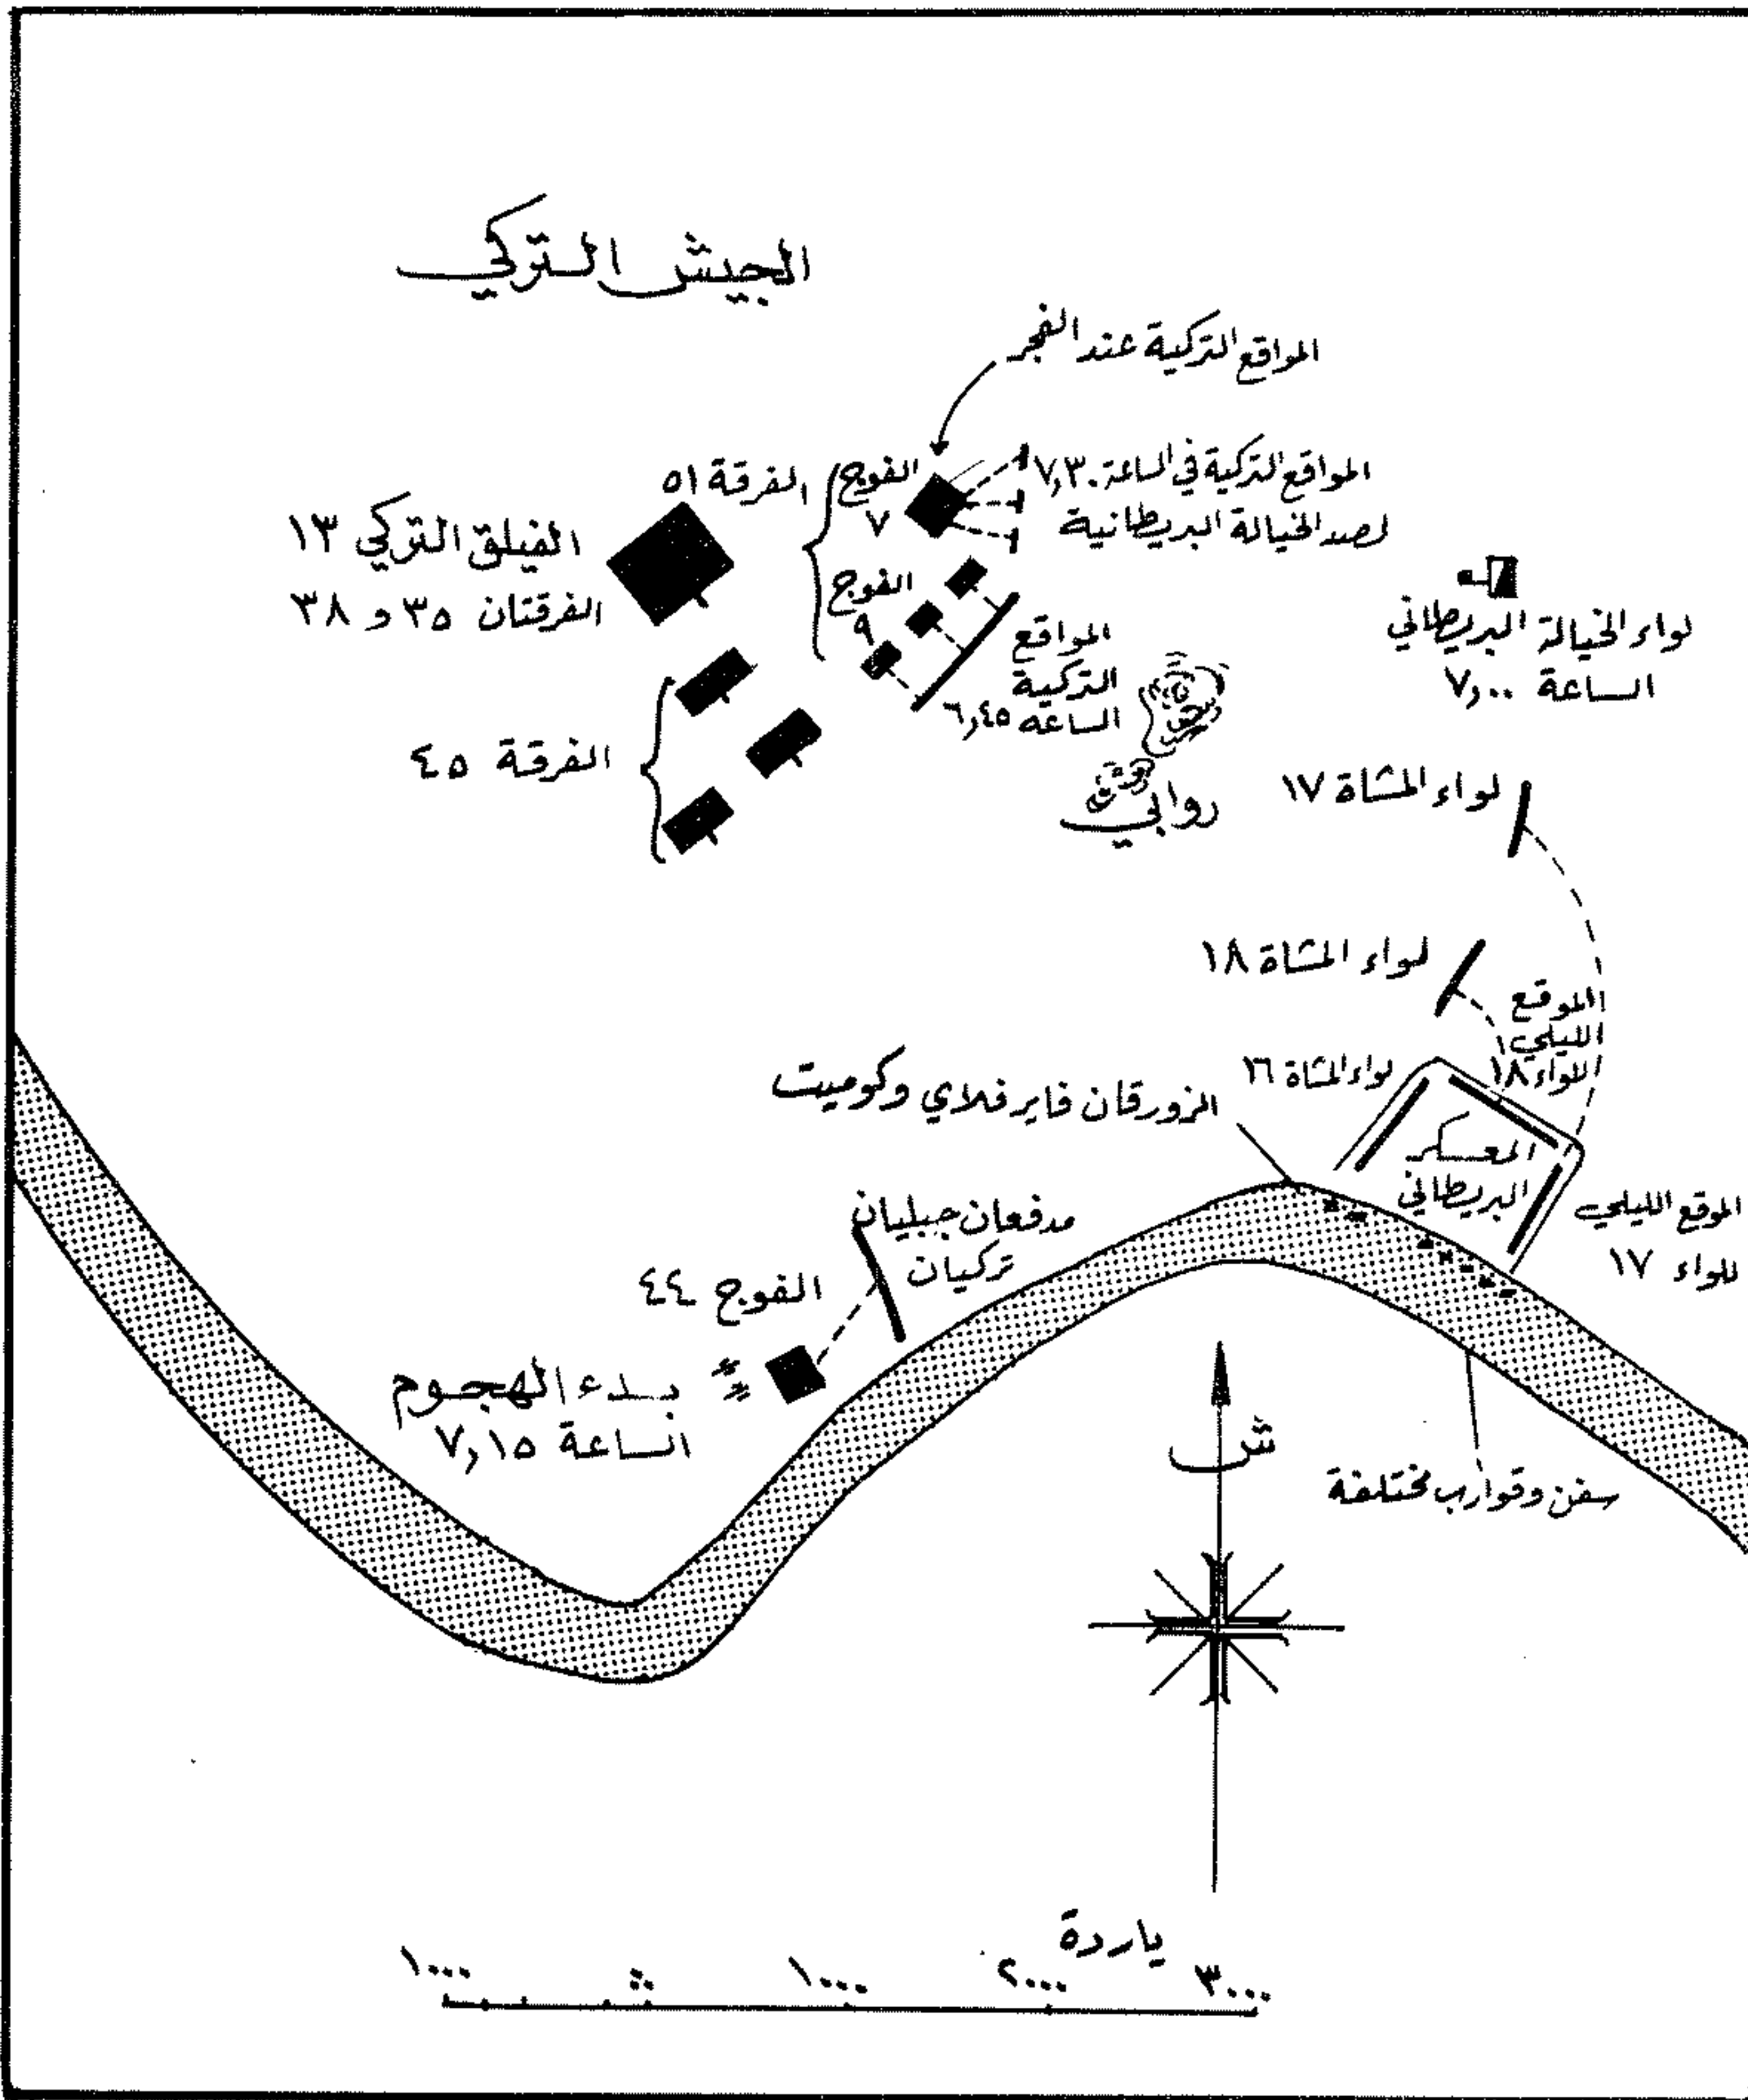 الجيش التركي
المواقع التركية عند الفجر
المواقع التركية في الساعة ٧,٣٠
لصد الخيالة البريطانية
الفوج
٧
الفرقة ٥١
الفوج
٩
الفيلق التركي ١٣
الفرقتان ٣٥ و ٣٨
المواقع
التركية
الساعة ٦,٤٥
لواء الخيالة البريطاني
الساعة ٧,٠٠
الفرقة ٤٥
روابي
لواء المشاة ١٧
لواء المشاة ١٨
الموقع
الليلي
للواء ١٨
لواء المشاة ١٦
الزورقان فايرفلاي وكوميت
المعسكر
البريطاني
الموقع الليلي
للواء ١٧
مدفعان جبليان
تركيان
الفوج ٤٤
بدء الهجوم
الساعة ٧,١٥
ش
سفن وقوارب مختلفة
ياردة
١٠٠٠ ١٠٠٠ ٢٠٠٠ ٣٠٠٠